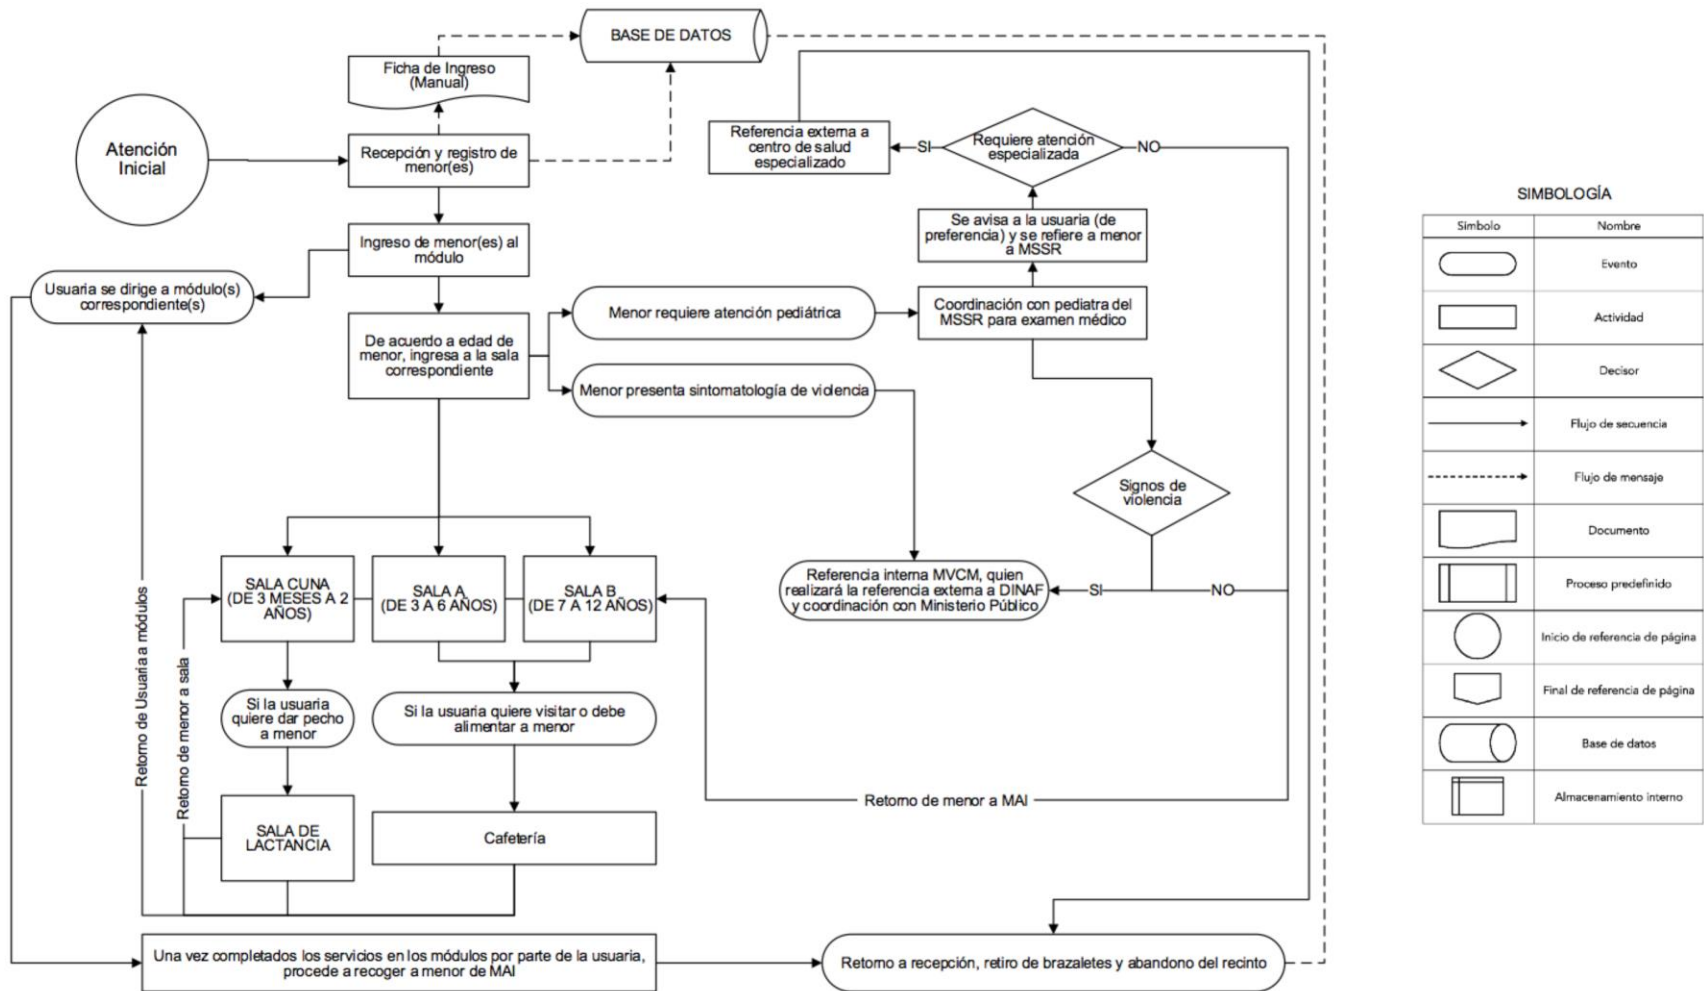 BASE DE DATOS
Ficha de Ingreso
(Manual)
Atención
Inicial
Recepción y registro de
menor(es)
Referencia externa a
centro de salud
especializado
SI
Requiere atención
especializada
NO
Se avisa a la usuaria (de
preferencia) y se refiere a menor
a MSSR
Ingreso de menor(es) al
módulo
Usuaria se dirige a módulo(s)
correspondiente(s)
Menor requiere atención pediátrica
Coordinación con pediatra del
MSSR para examen médico
De acuerdo a edad de
menor, ingresa a la sala
correspondiente
Menor presenta sintomatología de violencia
Signos de
violencia
SI
NO
Referencia interna MVCM, quien
realizará la referencia externa a DINAF
y coordinación con Ministerio Público
SALA CUNA
(DE 3 MESES A 2
AÑOS)
SALA A
(DE 3 A 6 AÑOS)
SALA B
(DE 7 A 12 AÑOS)
Retorno de Usuaria a módulos
Retorno de menor a sala
Si la usuaria
quiere dar pecho
a menor
Si la usuaria quiere visitar o debe
alimentar a menor
Retorno de menor a MAI
SALA DE
LACTANCIA
Cafetería
Una vez completados los servicios en los módulos por parte de la usuaria,
procede a recoger a menor de MAI
Retorno a recepción, retiro de brazaletes y abandono del recinto
SIMBOLOGÍA
Símbolo Nombre
Evento
Actividad
Decisor
Flujo de secuencia
Flujo de mensaje
Documento
Proceso predefinido
Inicio de referencia de página
Final de referencia de página
Base de datos
Almacenamiento interno